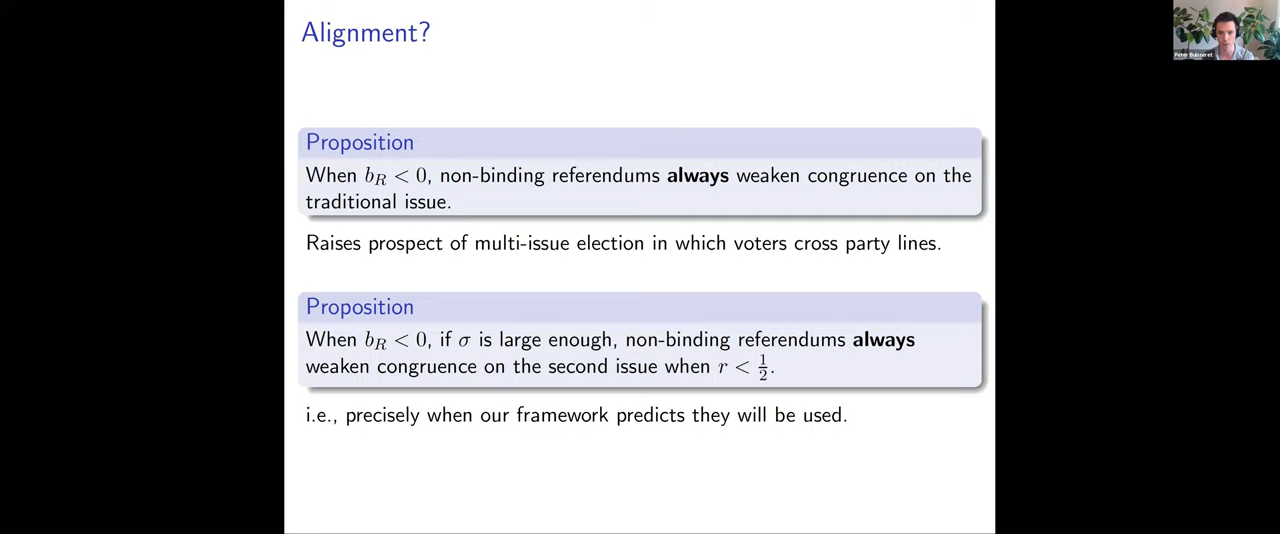 Alignment?
Peter Buisseret
Proposition
When $b_R < 0$, non-binding referendums always weaken congruence on the
traditional issue.
Raises prospect of multi-issue election in which voters cross party lines.
Proposition
When $b_R < 0$, if σ is large enough, non-binding referendums always
weaken congruence on the second issue when $r < \frac{1}{2}$.
i.e., precisely when our framework predicts they will be used.